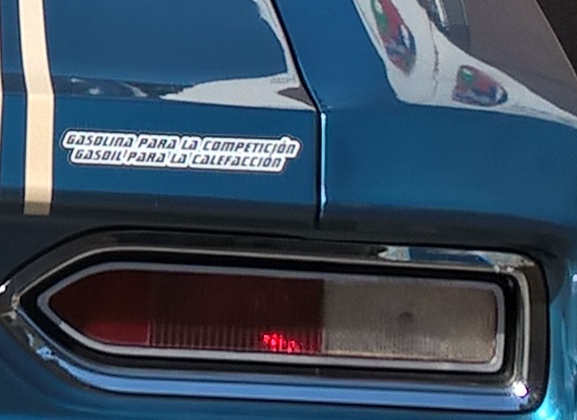 GASOLINA PARA LA COMPETICIÓN
GASOIL PARA LA CALEFACCIÓN